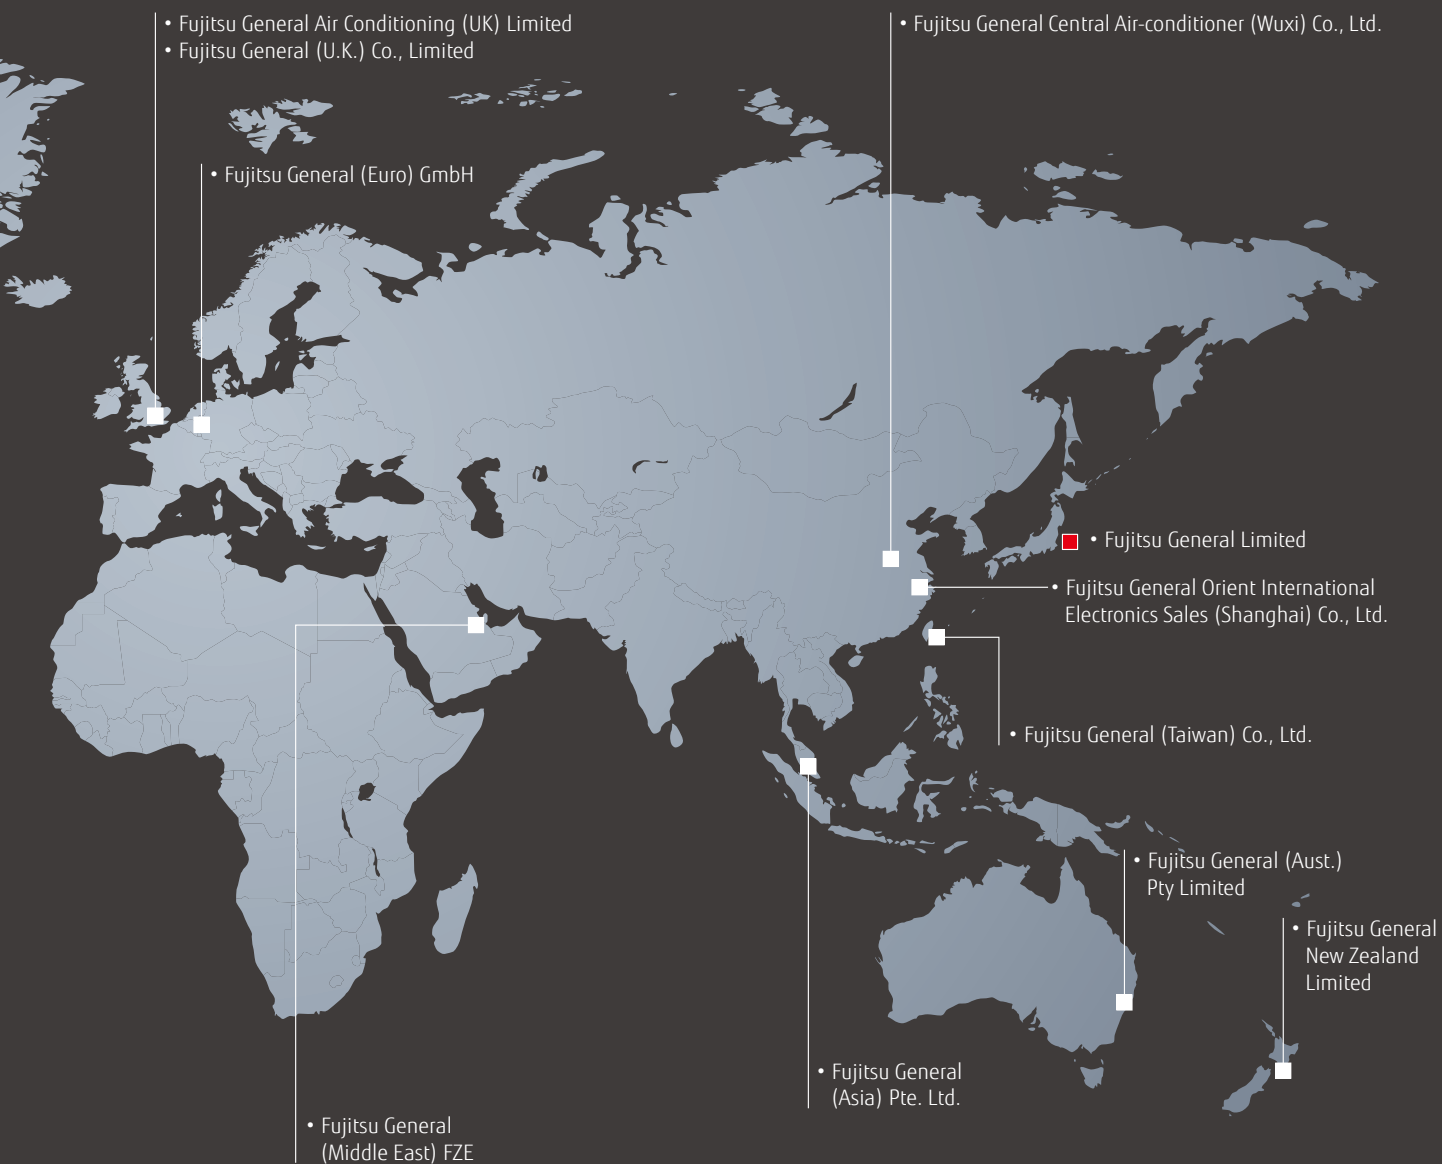 • Fujitsu General Air Conditioning (UK) Limited
• Fujitsu General (U.K.) Co., Limited
• Fujitsu General Central Air-conditioner (Wuxi) Co., Ltd.
• Fujitsu General (Euro) GmbH
• Fujitsu General Limited
• Fujitsu General Orient International
Electronics Sales (Shanghai) Co., Ltd.
• Fujitsu General (Taiwan) Co., Ltd.
• Fujitsu General (Aust.)
Pty Limited
• Fujitsu General
New Zealand
Limited
• Fujitsu General
(Asia) Pte. Ltd.
• Fujitsu General
(Middle East) FZE